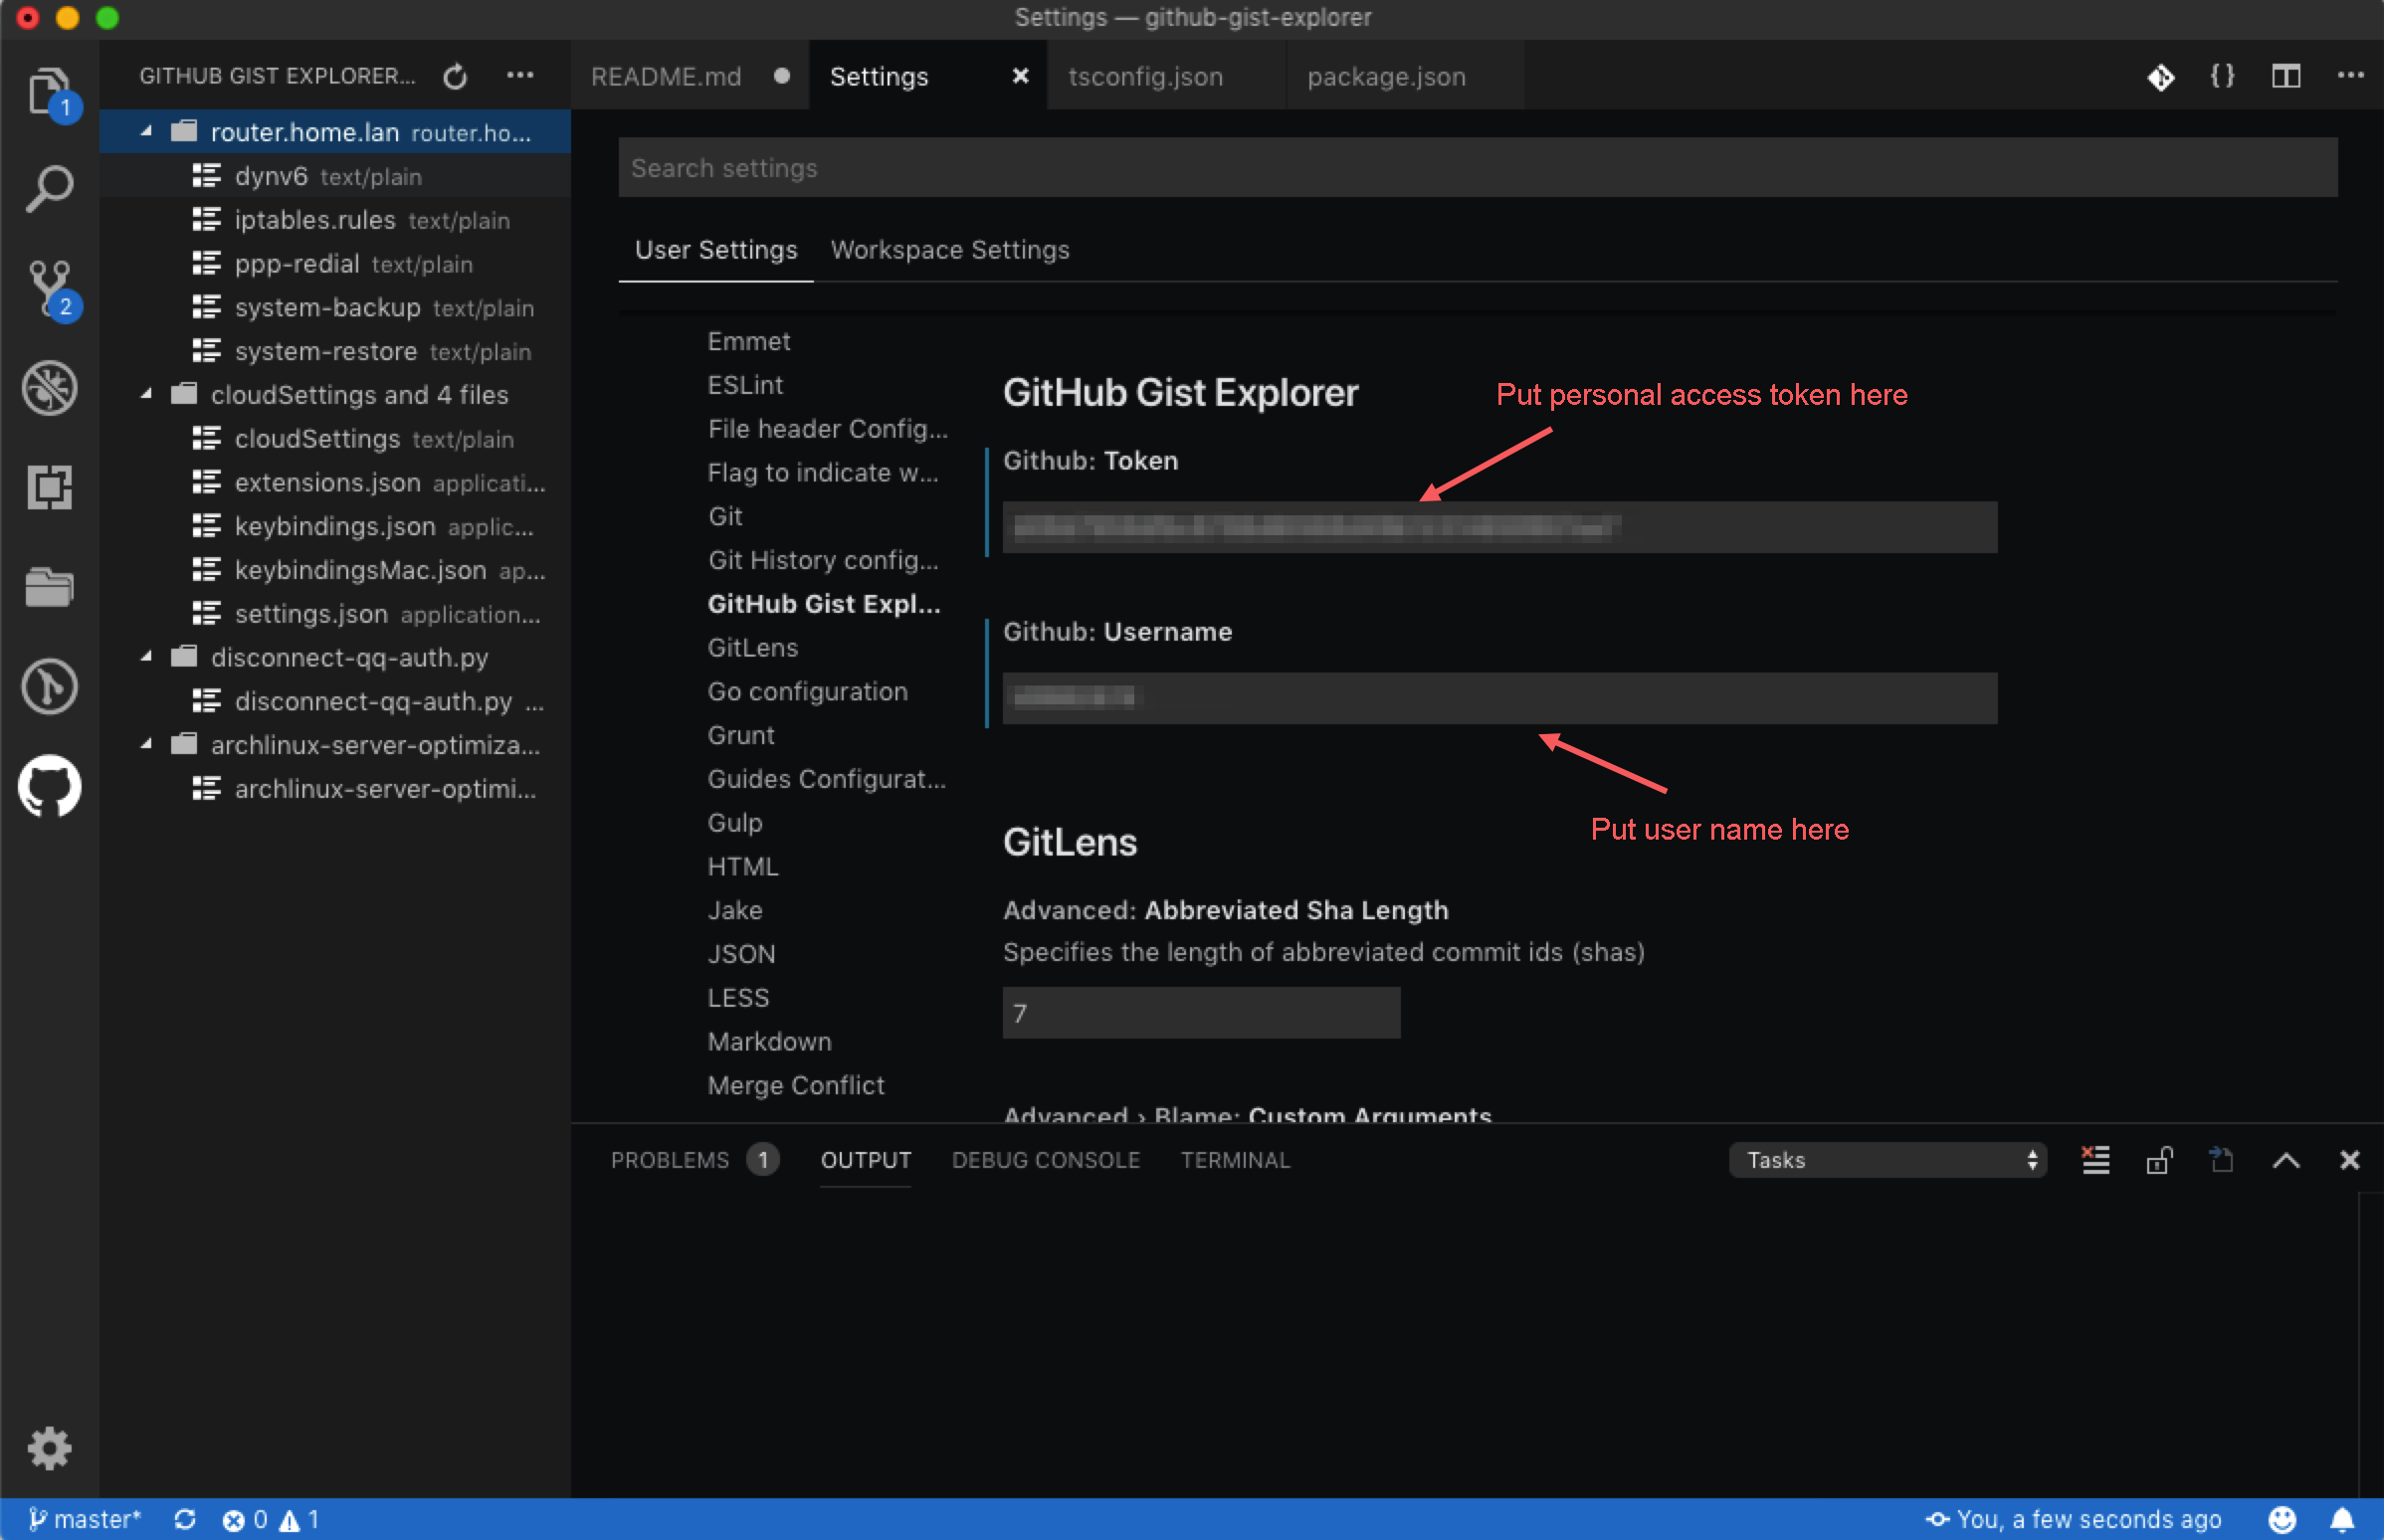 Settings — github-gist-explorer
GITHUB GIST EXPLORER...
README.md
Settings
tsconfig.json
package.json
1
2
router.home.lan router.ho...
dynv6 text/plain
iptables.rules text/plain
ppp-redial text/plain
system-backup text/plain
system-restore text/plain
cloudSettings and 4 files
cloudSettings text/plain
extensions.json applicati...
keybindings.json applic...
keybindingsMac.json ap...
settings.json application...
disconnect-qq-auth.py
disconnect-qq-auth.py ...
archlinux-server-optimiza...
archlinux-server-optimi...
Search settings
User Settings
Workspace Settings
Emmet
ESLint
File header Config...
Flag to indicate w...
Git
Git History config...
GitHub Gist Expl...
GitLens
Go configuration
Grunt
Guides Configurat...
Gulp
HTML
Jake
JSON
LESS
Markdown
Merge Conflict
GitHub Gist Explorer
Put personal access token here
Github: Token
Github: Username
Put user name here
GitLens
Advanced: Abbreviated Sha Length
Specifies the length of abbreviated commit ids (shas)
7
Advanced › Blame: Custom Arguments
PROBLEMS 1
OUTPUT
DEBUG CONSOLE
TERMINAL
Tasks
master*
0
1
You, a few seconds ago